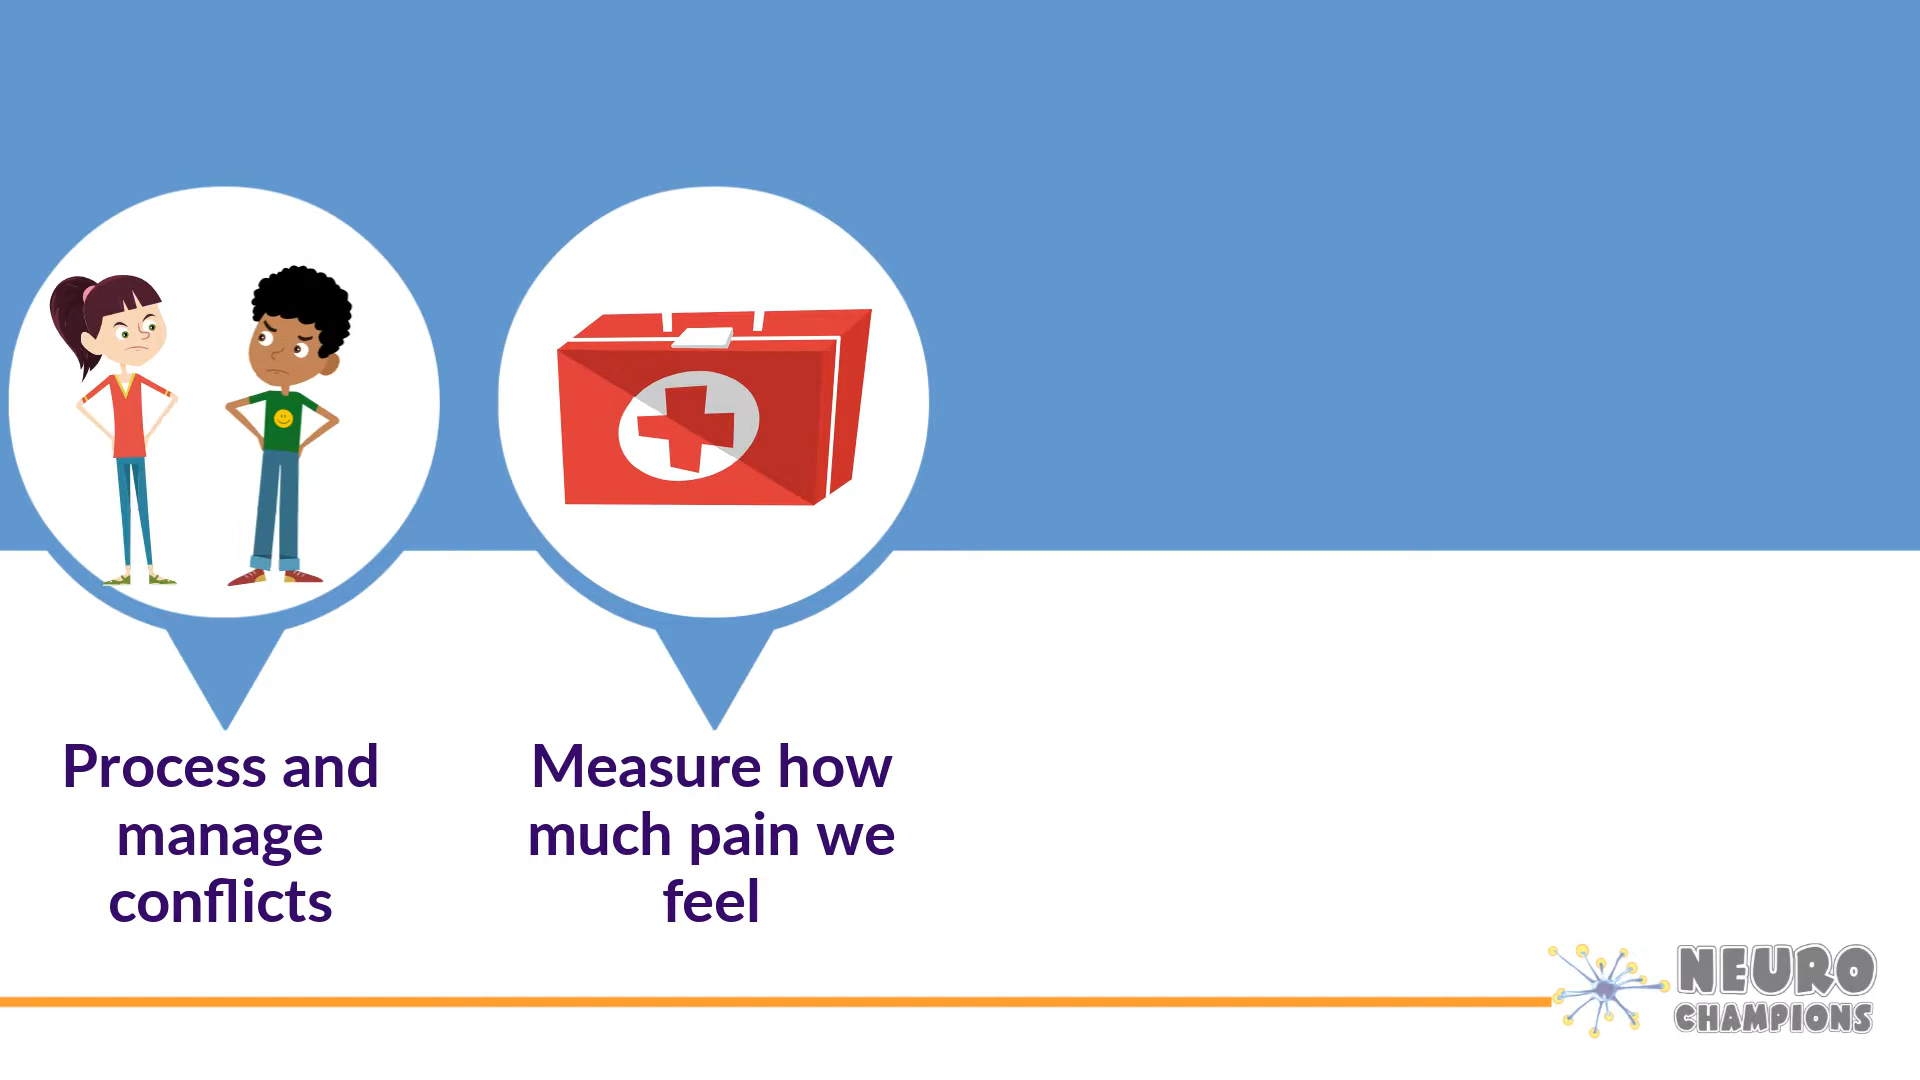 Process and
manage
conflicts
Measure how
much pain we
feel
NEURO
CHAMPIONS